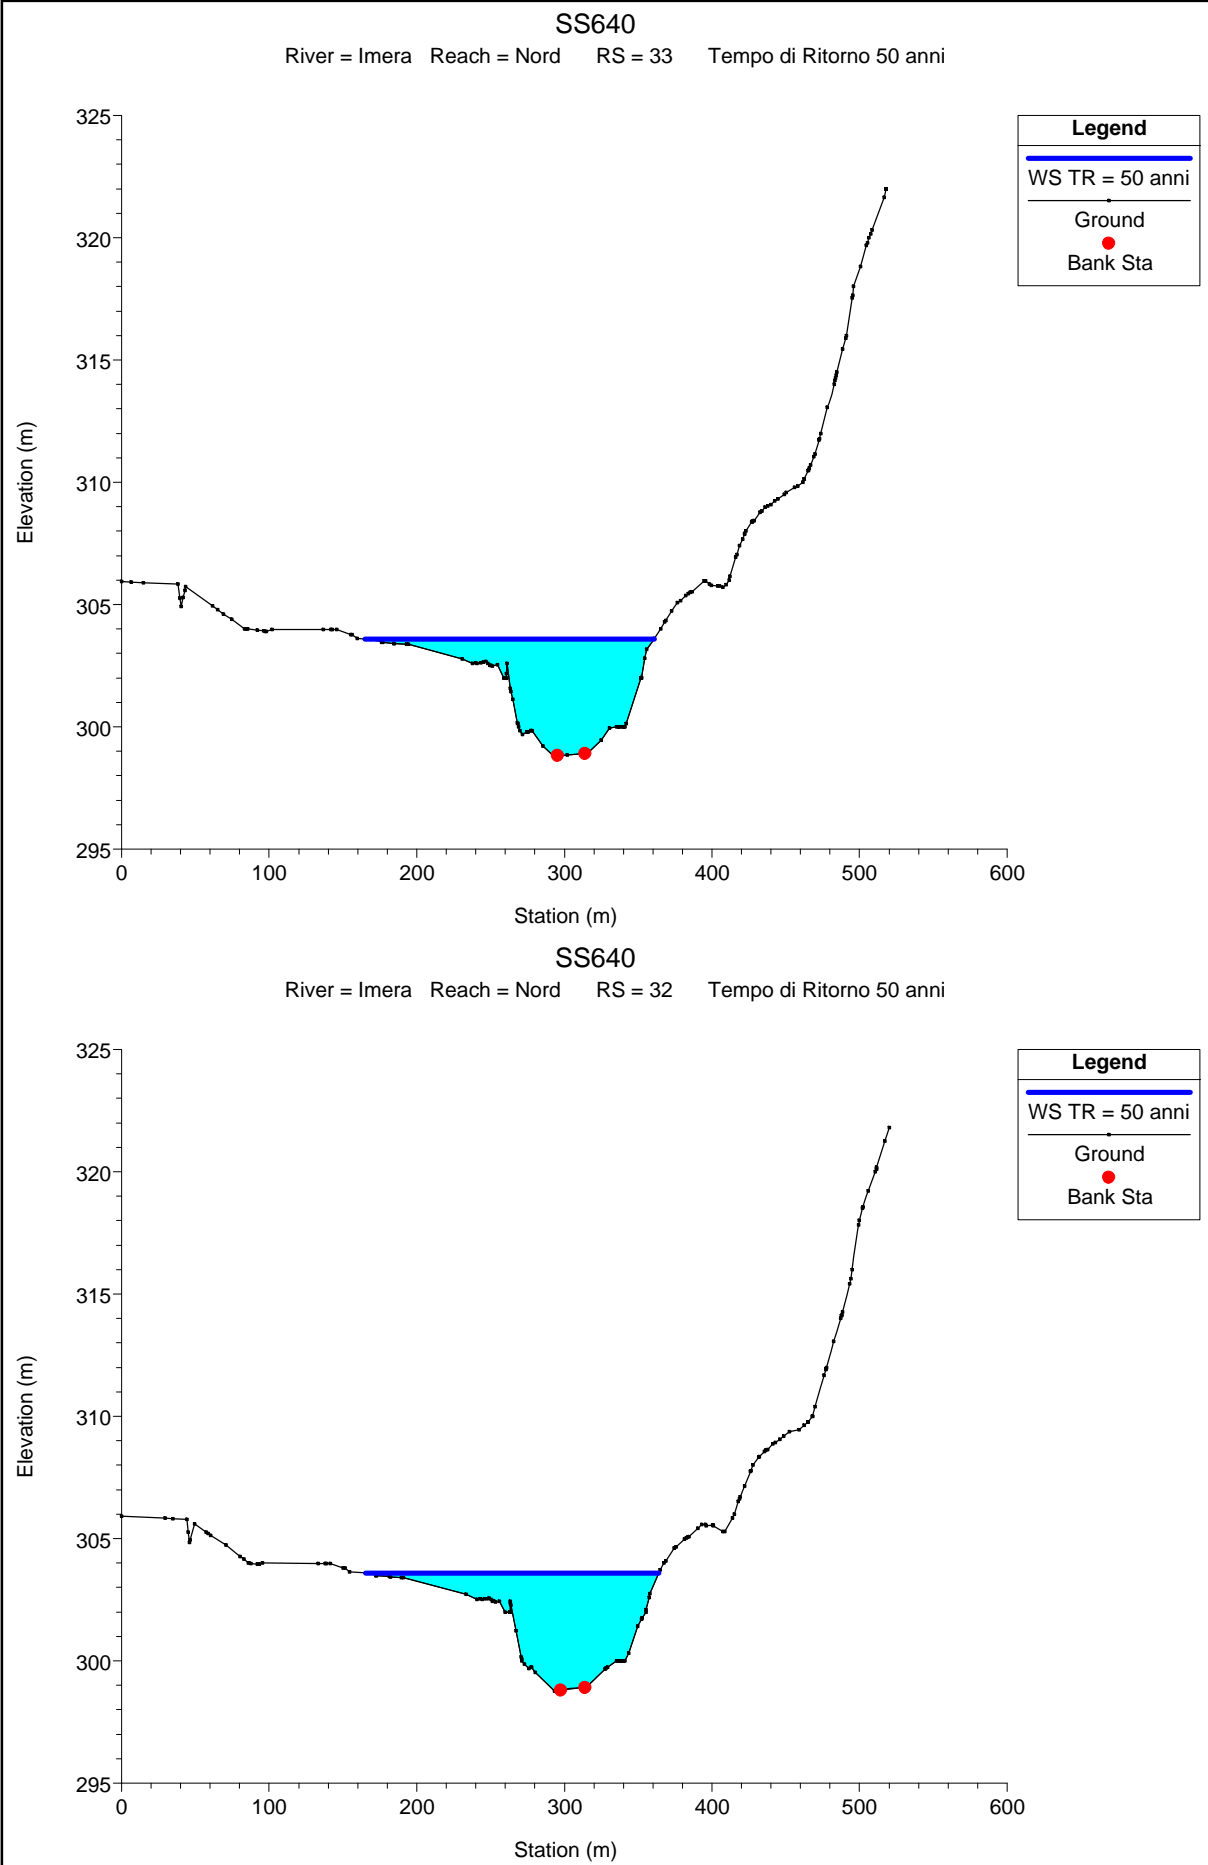 SS640
River = Imera   Reach = Nord      RS = 33      Tempo di Ritorno 50 anni
325
320
315
310
305
300
295
Elevation (m)
0 100 200 300 400 500 600
Station (m)
Legend
WS TR = 50 anni
Ground
Bank Sta
SS640
River = Imera   Reach = Nord      RS = 32      Tempo di Ritorno 50 anni
325
320
315
310
305
300
295
Elevation (m)
0 100 200 300 400 500 600
Station (m)
Legend
WS TR = 50 anni
Ground
Bank Sta